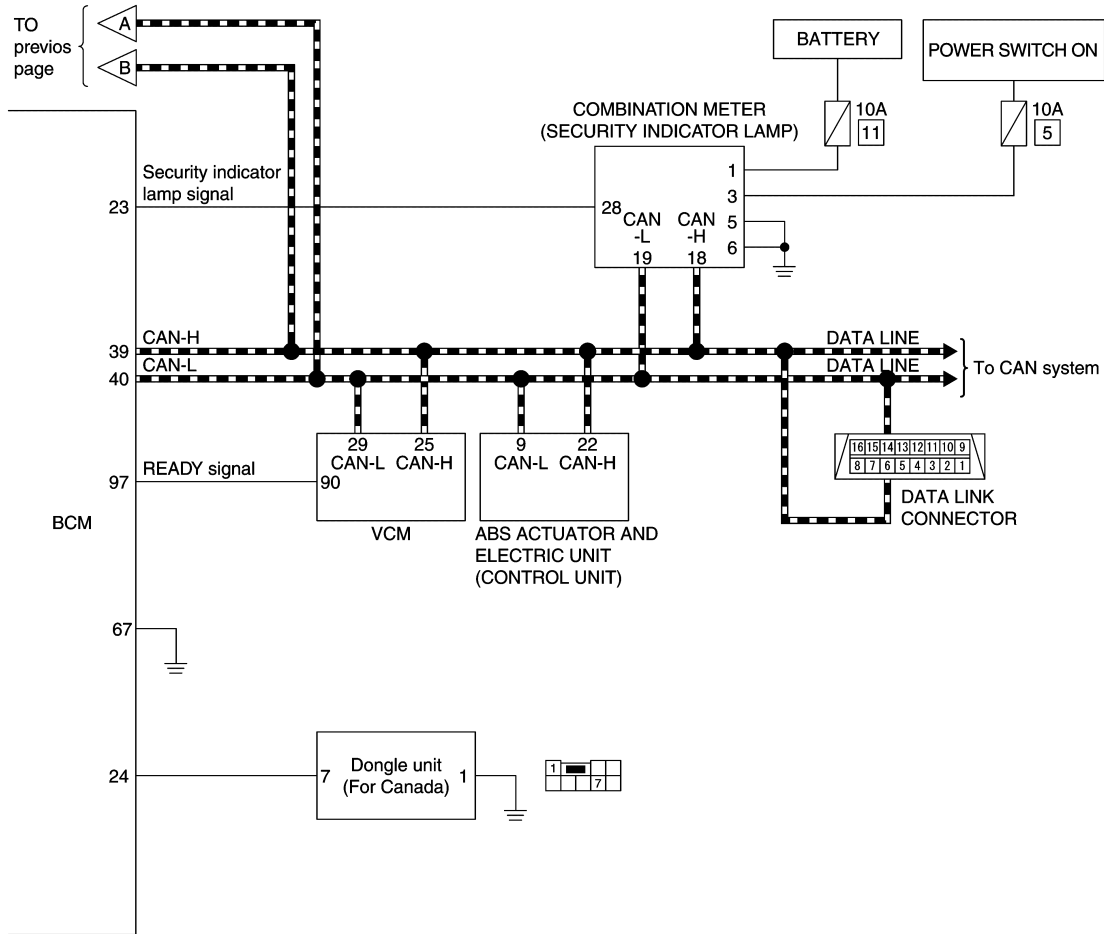 TO
previos
page
A
B
BATTERY
POWER SWITCH ON
10A
11
10A
5
COMBINATION METER
(SECURITY INDICATOR LAMP)
1
3
5
6
28
CAN
-L
19
CAN
-H
18
Security indicator
lamp signal
23
39
CAN-H
40
CAN-L
DATA LINE
DATA LINE
To CAN system
29
CAN-L
25
CAN-H
90
VCM
9
CAN-L
22
CAN-H
ABS ACTUATOR AND
ELECTRIC UNIT
(CONTROL UNIT)
16 15 14 13 12 11 10 9
8 7 6 5 4 3 2 1
DATA LINK
CONNECTOR
READY signal
97
BCM
67
24
7
Dongle unit
(For Canada)
1
1
7